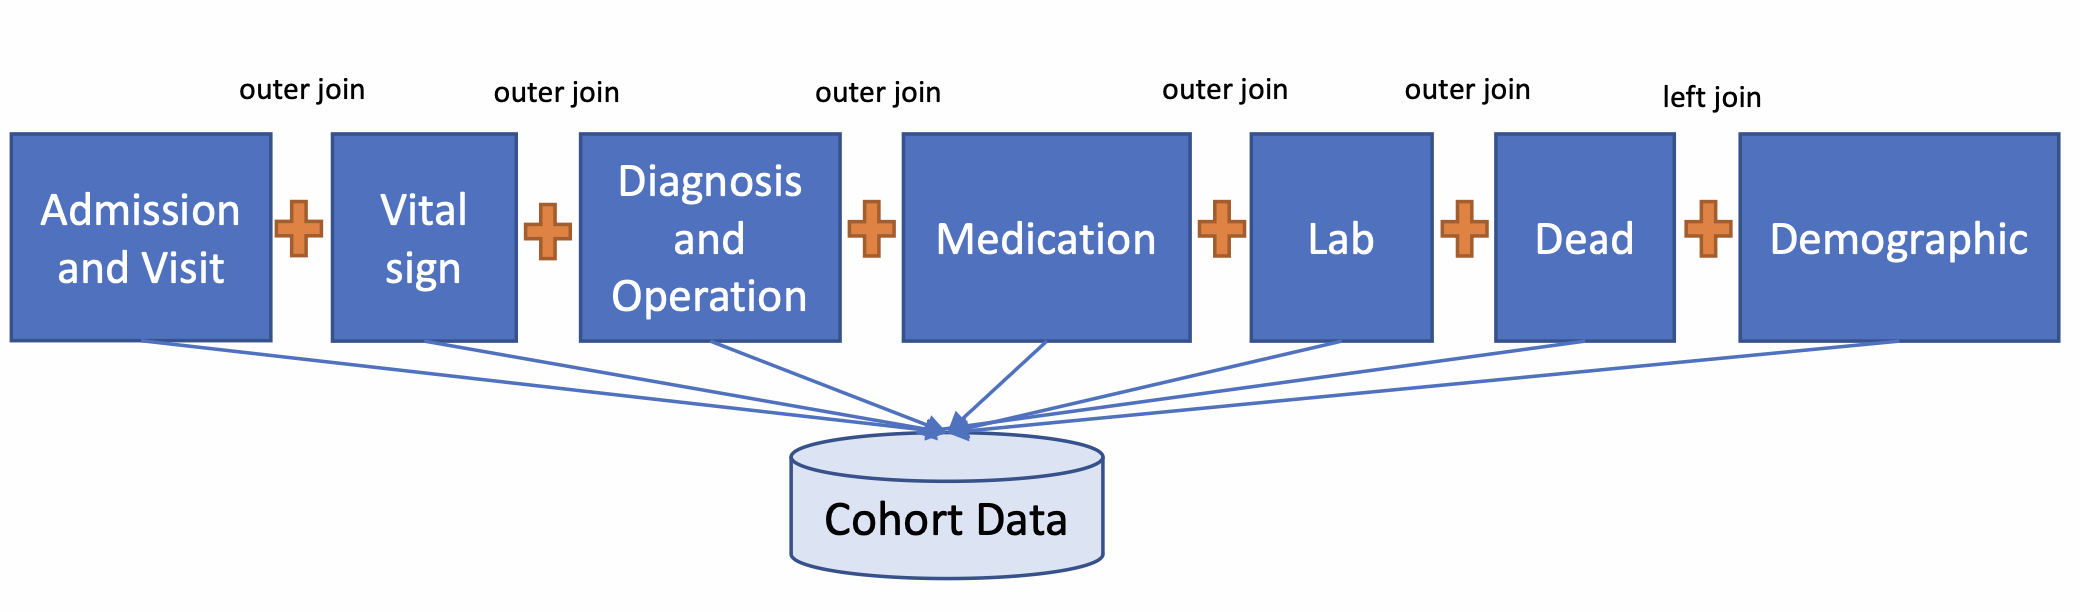 outer join
outer join
outer join
outer join
outer join
left join
Admission
and Visit
Vital
sign
Diagnosis
and
Operation
Medication
Lab
Dead
Demographic
Cohort Data